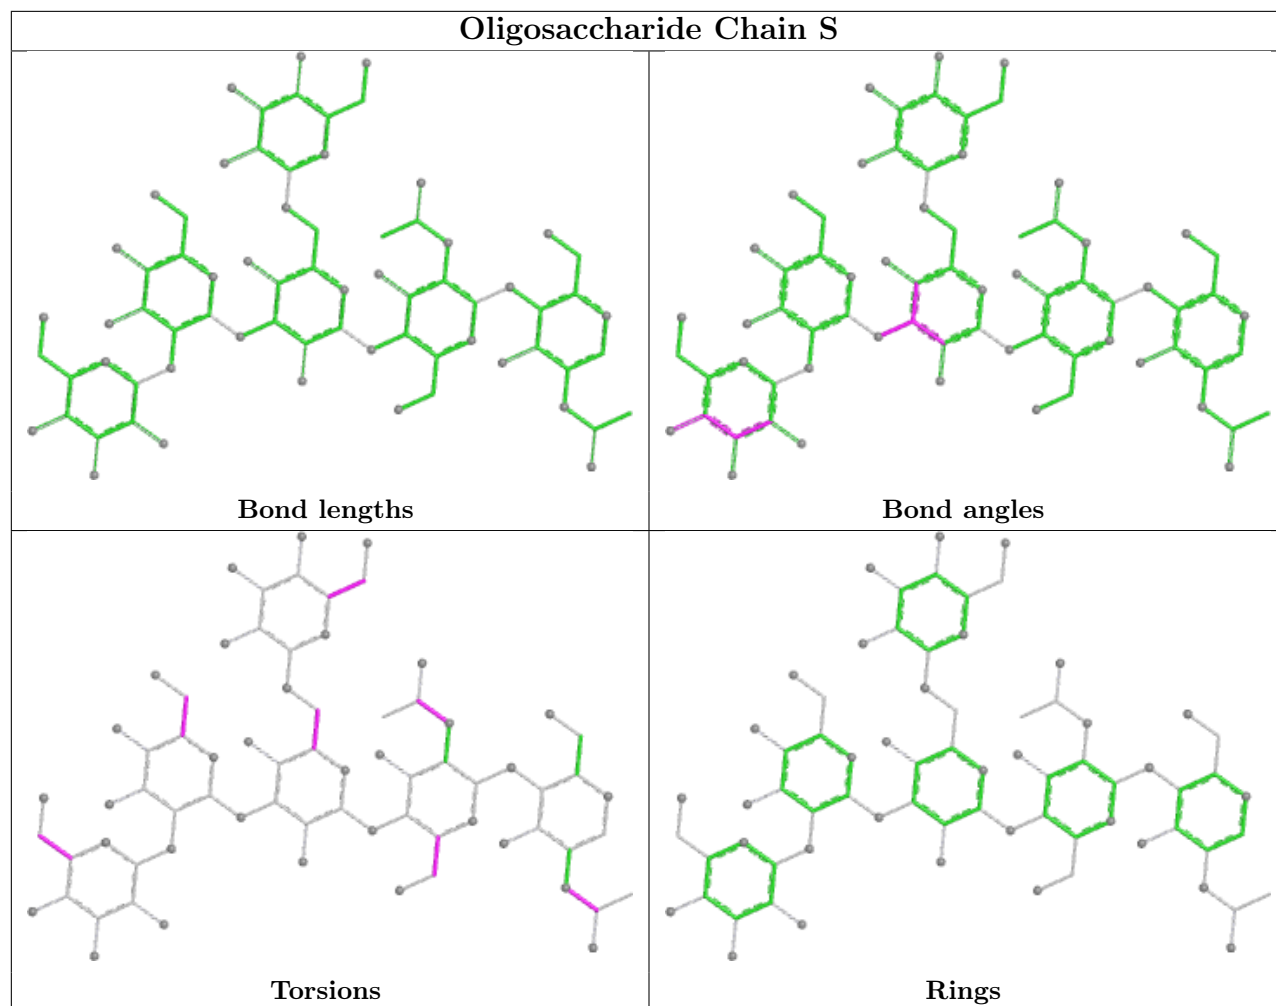 Oligosaccharide Chain S
Bond lengths
Bond angles
Torsions
Rings